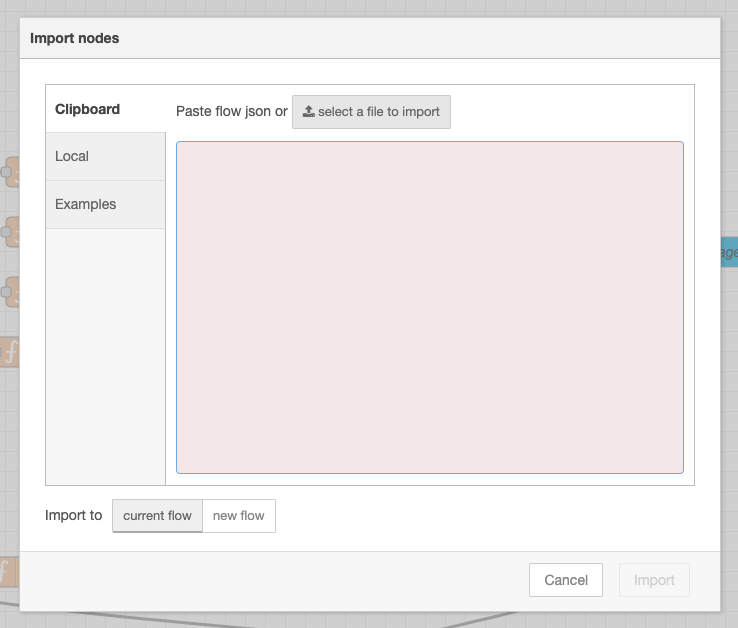 Import nodes
Clipboard
Paste flow json or select a file to import
Local
Examples
Import to current flow new flow
Cancel Import